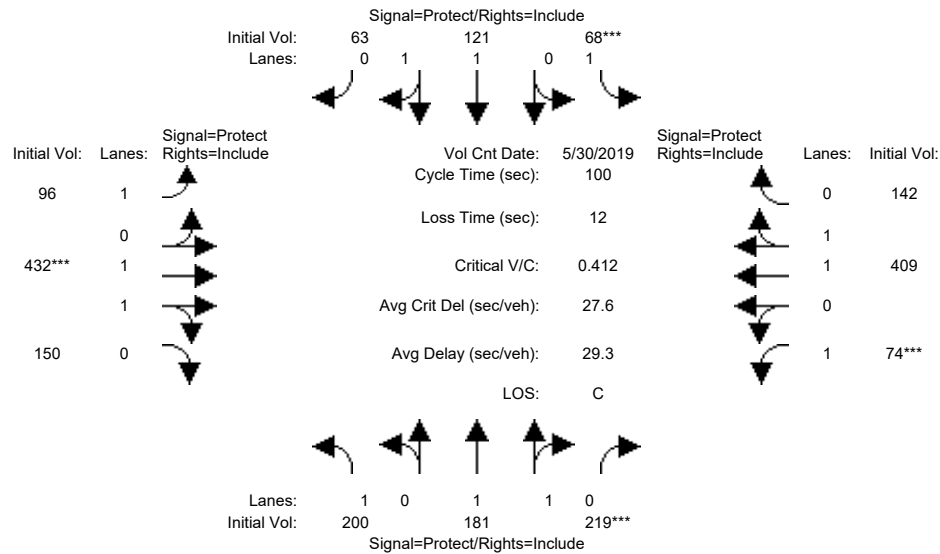 Signal=Protect/Rights=Include
Initial Vol: 63 121 68***
Lanes: 0 1 1 0 1
Signal=Protect
Initial Vol: Lanes: Rights=Include
Vol Cnt Date: 5/30/2019
Signal=Protect
Rights=Include Lanes: Initial Vol:
Cycle Time (sec): 100
96 1
0 142
Loss Time (sec): 12
0
1
432*** 1
Critical V/C: 0.412
1 409
1
Avg Crit Del (sec/veh): 27.6
0
150 0
Avg Delay (sec/veh): 29.3
1 74***
LOS: C
Lanes: 1 0 1 1 0
Initial Vol: 200 181 219***
Signal=Protect/Rights=Include